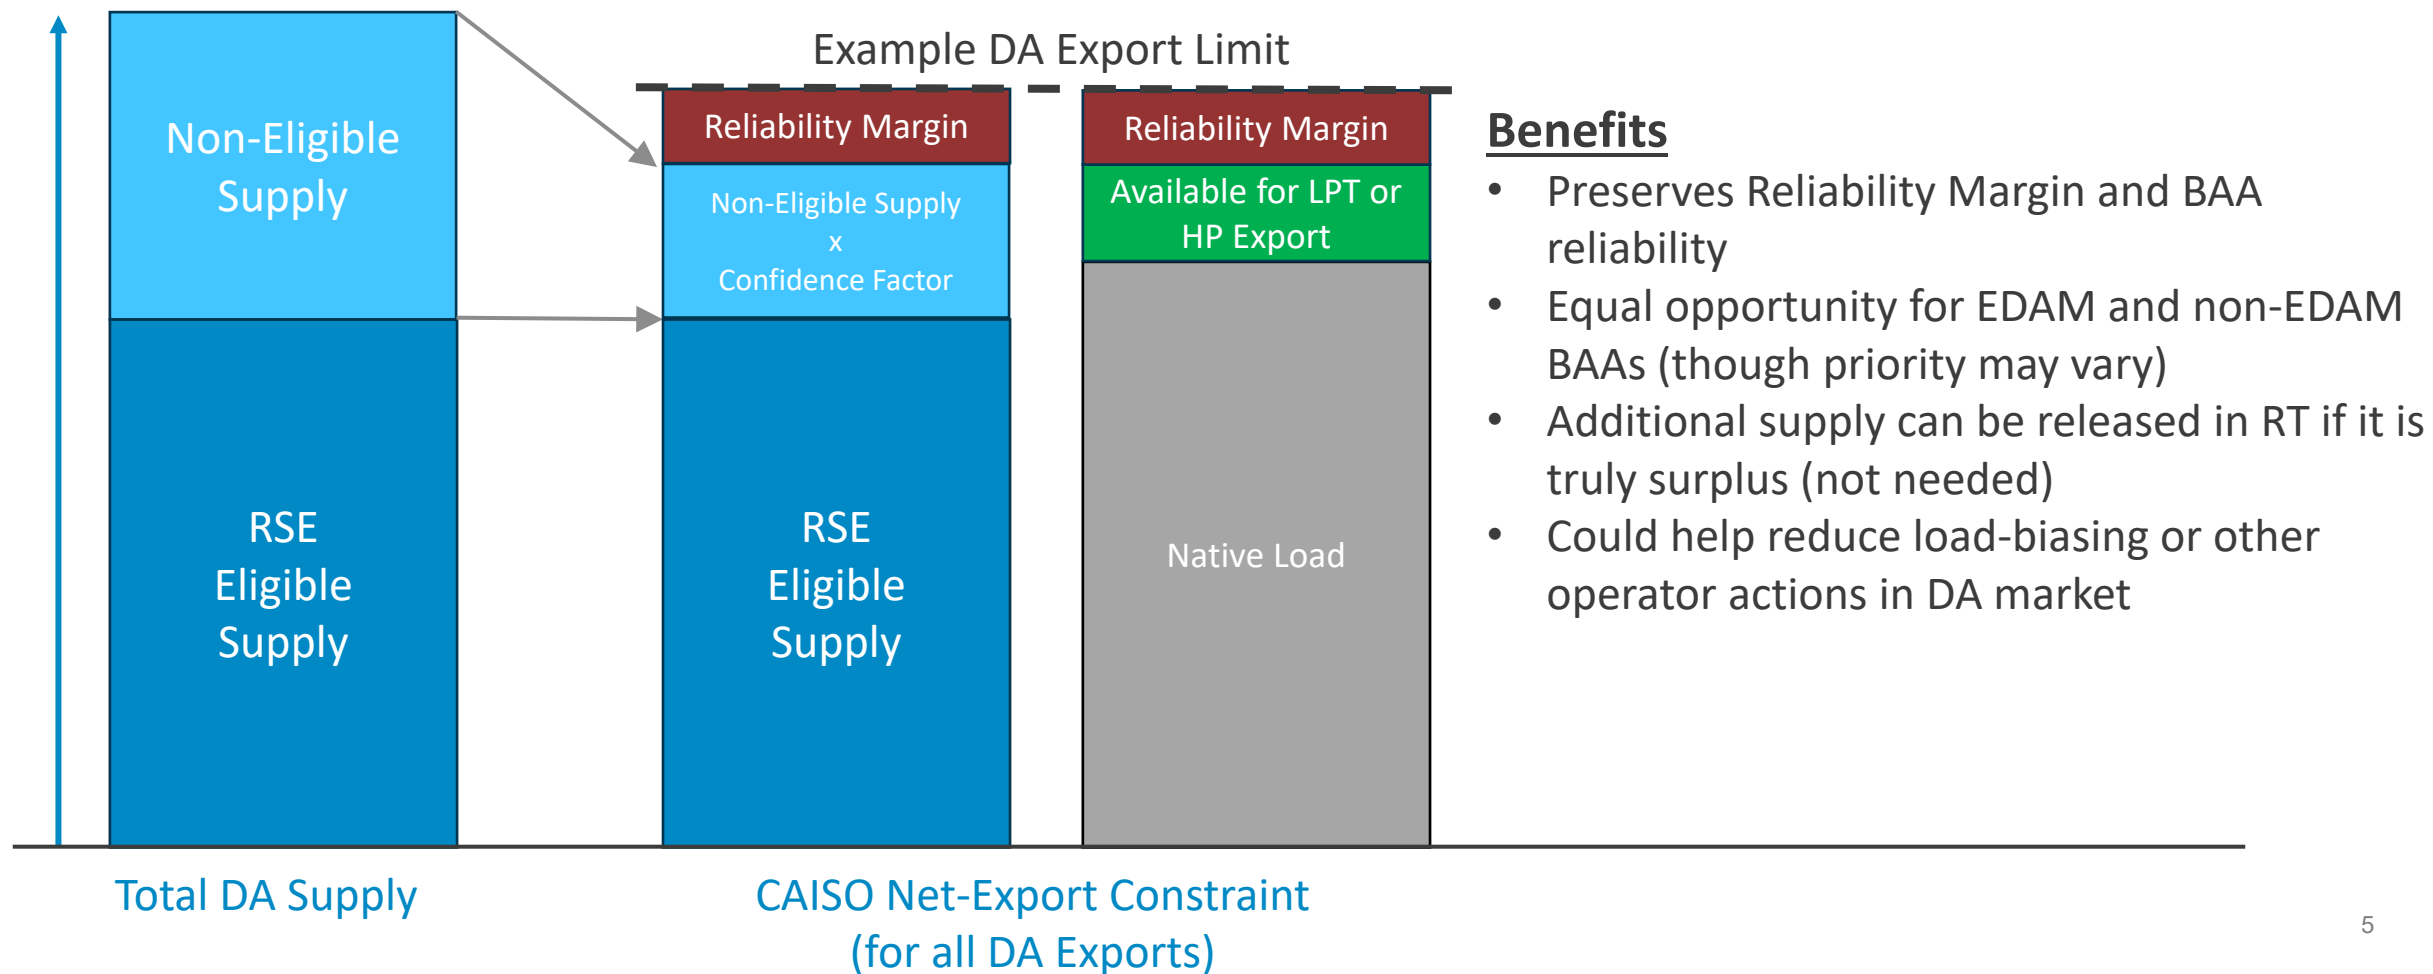 Example DA Export Limit
Non-Eligible
Supply
RSE
Eligible
Supply
Reliability Margin
Non-Eligible Supply
x
Confidence Factor
RSE
Eligible
Supply
Reliability Margin
Available for LPT or
HP Export
Native Load
Benefits
• Preserves Reliability Margin and BAA
reliability
• Equal opportunity for EDAM and non-EDAM
BAAs (though priority may vary)
• Additional supply can be released in RT if it is
truly surplus (not needed)
• Could help reduce load-biasing or other
operator actions in DA market
Total DA Supply
CAISO Net-Export Constraint
(for all DA Exports)
5